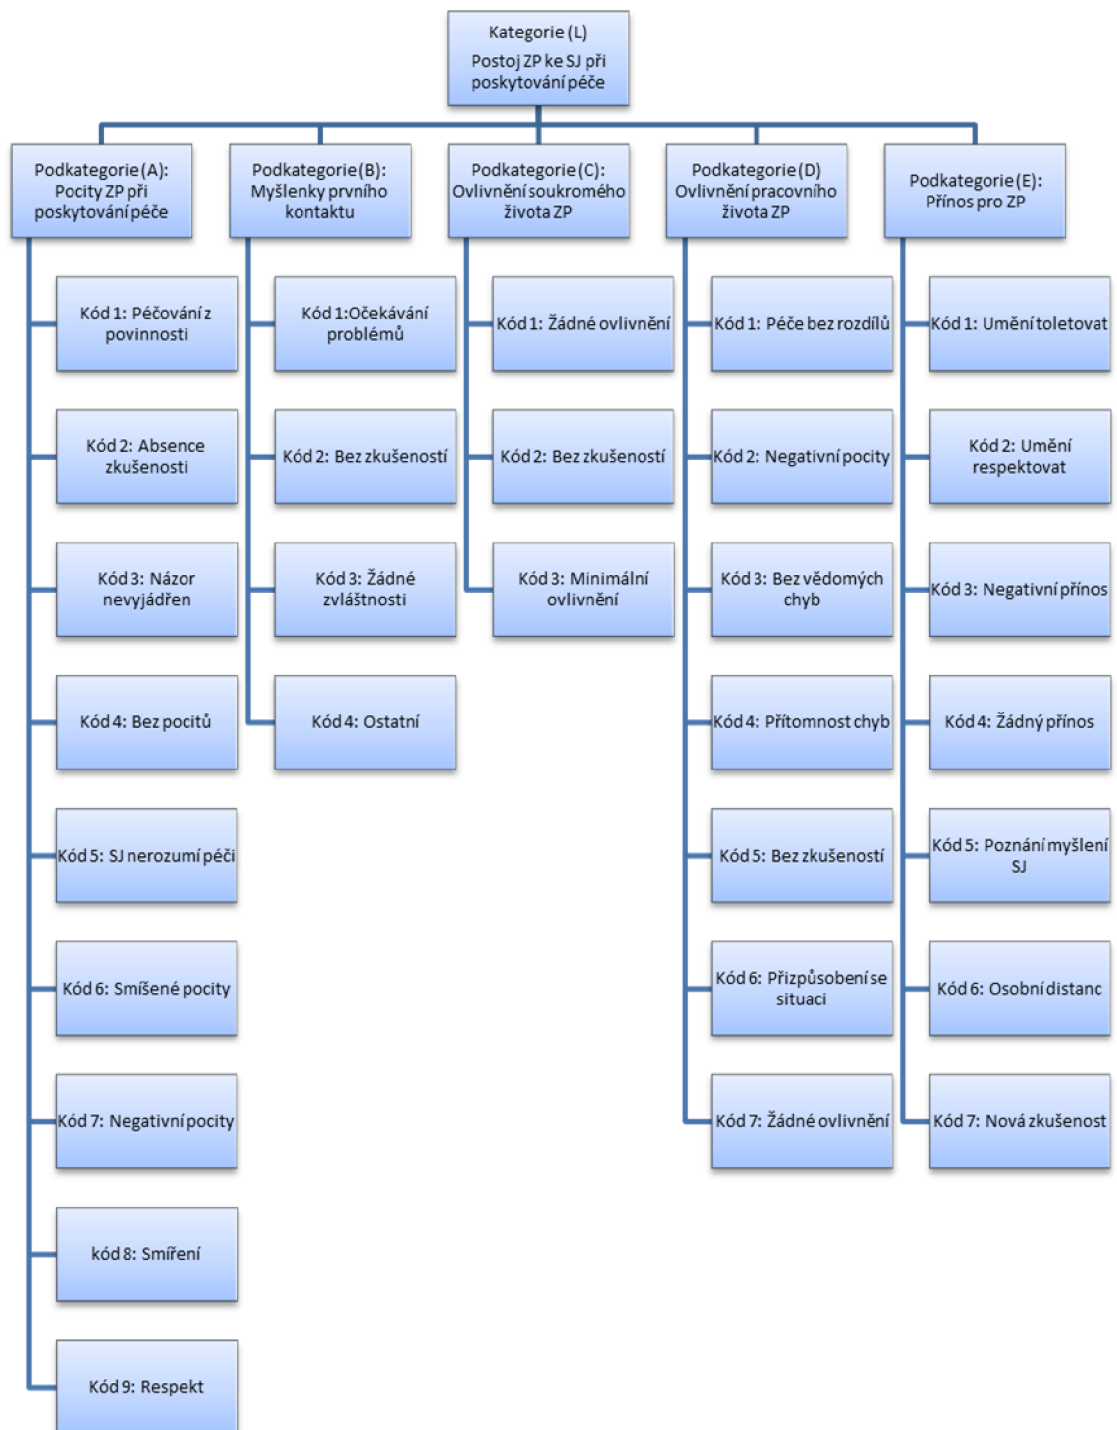 Kategorie (L)
Postoj ZP ke SJ při
poskytování péče
Podkategorie (A):
Pocity ZP při
poskytování péče
Kód 1: Péčování z
povinnosti
Kód 2: Absence
zkušenosti
Kód 3: Názor
nevyjádřen
Kód 4: Bez pocitů
Kód 5: SJ nerozumí péči
Kód 6: Smíšené pocity
Kód 7: Negativní pocity
kód 8: Smíření
Kód 9: Respekt
Podkategorie (B):
Myšlenky prvního
kontaktu
Kód 1:Očekávání
problémů
Kód 2: Bez zkušeností
Kód 3: Žádné
zvláštnosti
Kód 4: Ostatní
Podkategorie (C):
Ovlivnění soukromého
života ZP
Kód 1: Žádné ovlivnění
Kód 2: Bez zkušeností
Kód 3: Minimální
ovlivnění
Podkategorie (D)
Ovlivnění pracovního
života ZP
Kód 1: Péče bez rozdílů
Kód 2: Negativní pocity
Kód 3: Bez vědomých
chyb
Kód 4: Přítomnost chyb
Kód 5: Bez zkušeností
Kód 6: Přizpůsobení se
situaci
Kód 7: Žádné ovlivnění
Podkategorie (E):
Přínos pro ZP
Kód 1: Umění toletovat
Kód 2: Umění
respektovat
Kód 3: Negativní přínos
Kód 4: Žádný přínos
Kód 5: Poznání myšlení
SJ
Kód 6: Osobní distanc
Kód 7: Nová zkušenost